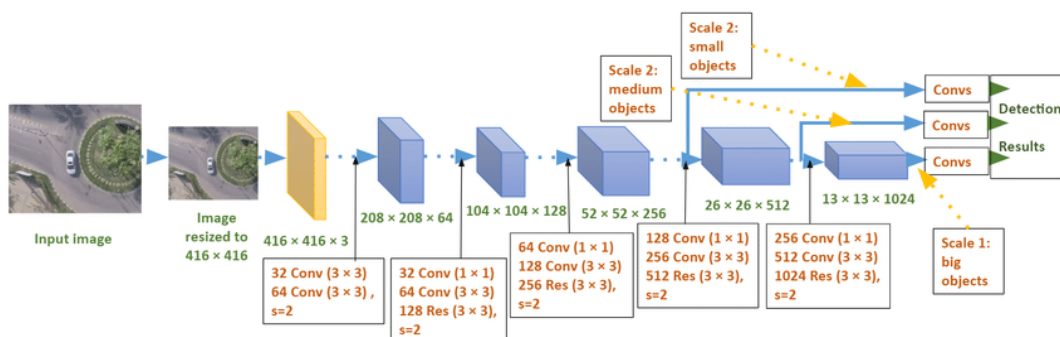 Scale 2:
small
objects
Scale 2:
medium
objects
Convs
Convs
Convs
Detection
Results
Input image
Image
resized to
416 × 416
416 × 416 × 3
208 × 208 × 64
104 × 104 × 128
52 × 52 × 256
26 × 26 × 512
13 × 13 × 1024
32 Conv (3 × 3)
64 Conv (3 × 3) ,
s=2
32 Conv (1 × 1)
64 Conv (3 × 3)
128 Res (3 × 3),
s=2
64 Conv (1 × 1)
128 Conv (3 × 3)
256 Res (3 × 3),
s=2
128 Conv (1 × 1)
256 Conv (3 × 3)
512 Res (3 × 3),
s=2
256 Conv (1 × 1)
512 Conv (3 × 3)
1024 Res (3 × 3),
s=2
Scale 1:
big
objects